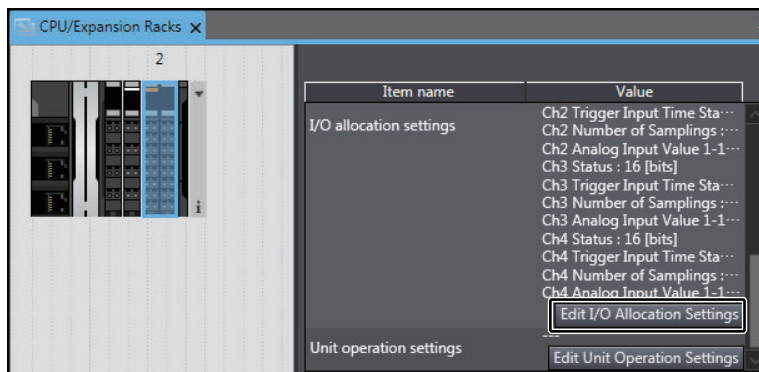 CPU/Expansion Racks
2
Item name Value
I/O allocation settings
Ch2 Trigger Input Time Sta···
Ch2 Number of Samplings :···
Ch2 Analog Input Value 1-1···
Ch3 Status : 16 [bits]
Ch3 Trigger Input Time Sta···
Ch3 Number of Samplings :···
Ch3 Analog Input Value 1-1···
Ch4 Status : 16 [bits]
Ch4 Trigger Input Time Sta···
Ch4 Number of Samplings :···
Ch4 Analog Input Value 1-1···
Edit I/O Allocation Settings
Unit operation settings
---
Edit Unit Operation Settings